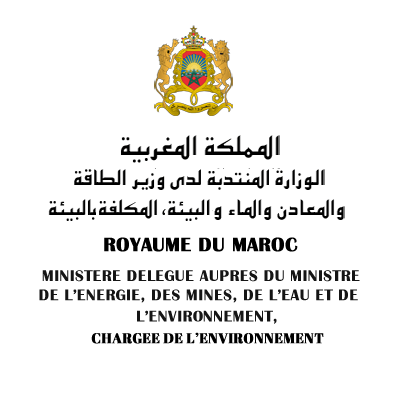 المملكة المغربية
الوزارة المنتدبة لدى وزير الطاقة
والمعادن والماء و البيئة، المكلفة بالبيئة
ROYAUME DU MAROC
MINISTERE DELEGUE AUPRES DU MINISTRE
DE L'ENERGIE, DES MINES, DE L'EAU ET DE
L'ENVIRONNEMENT,
CHARGEE DE L'ENVIRONNEMENT